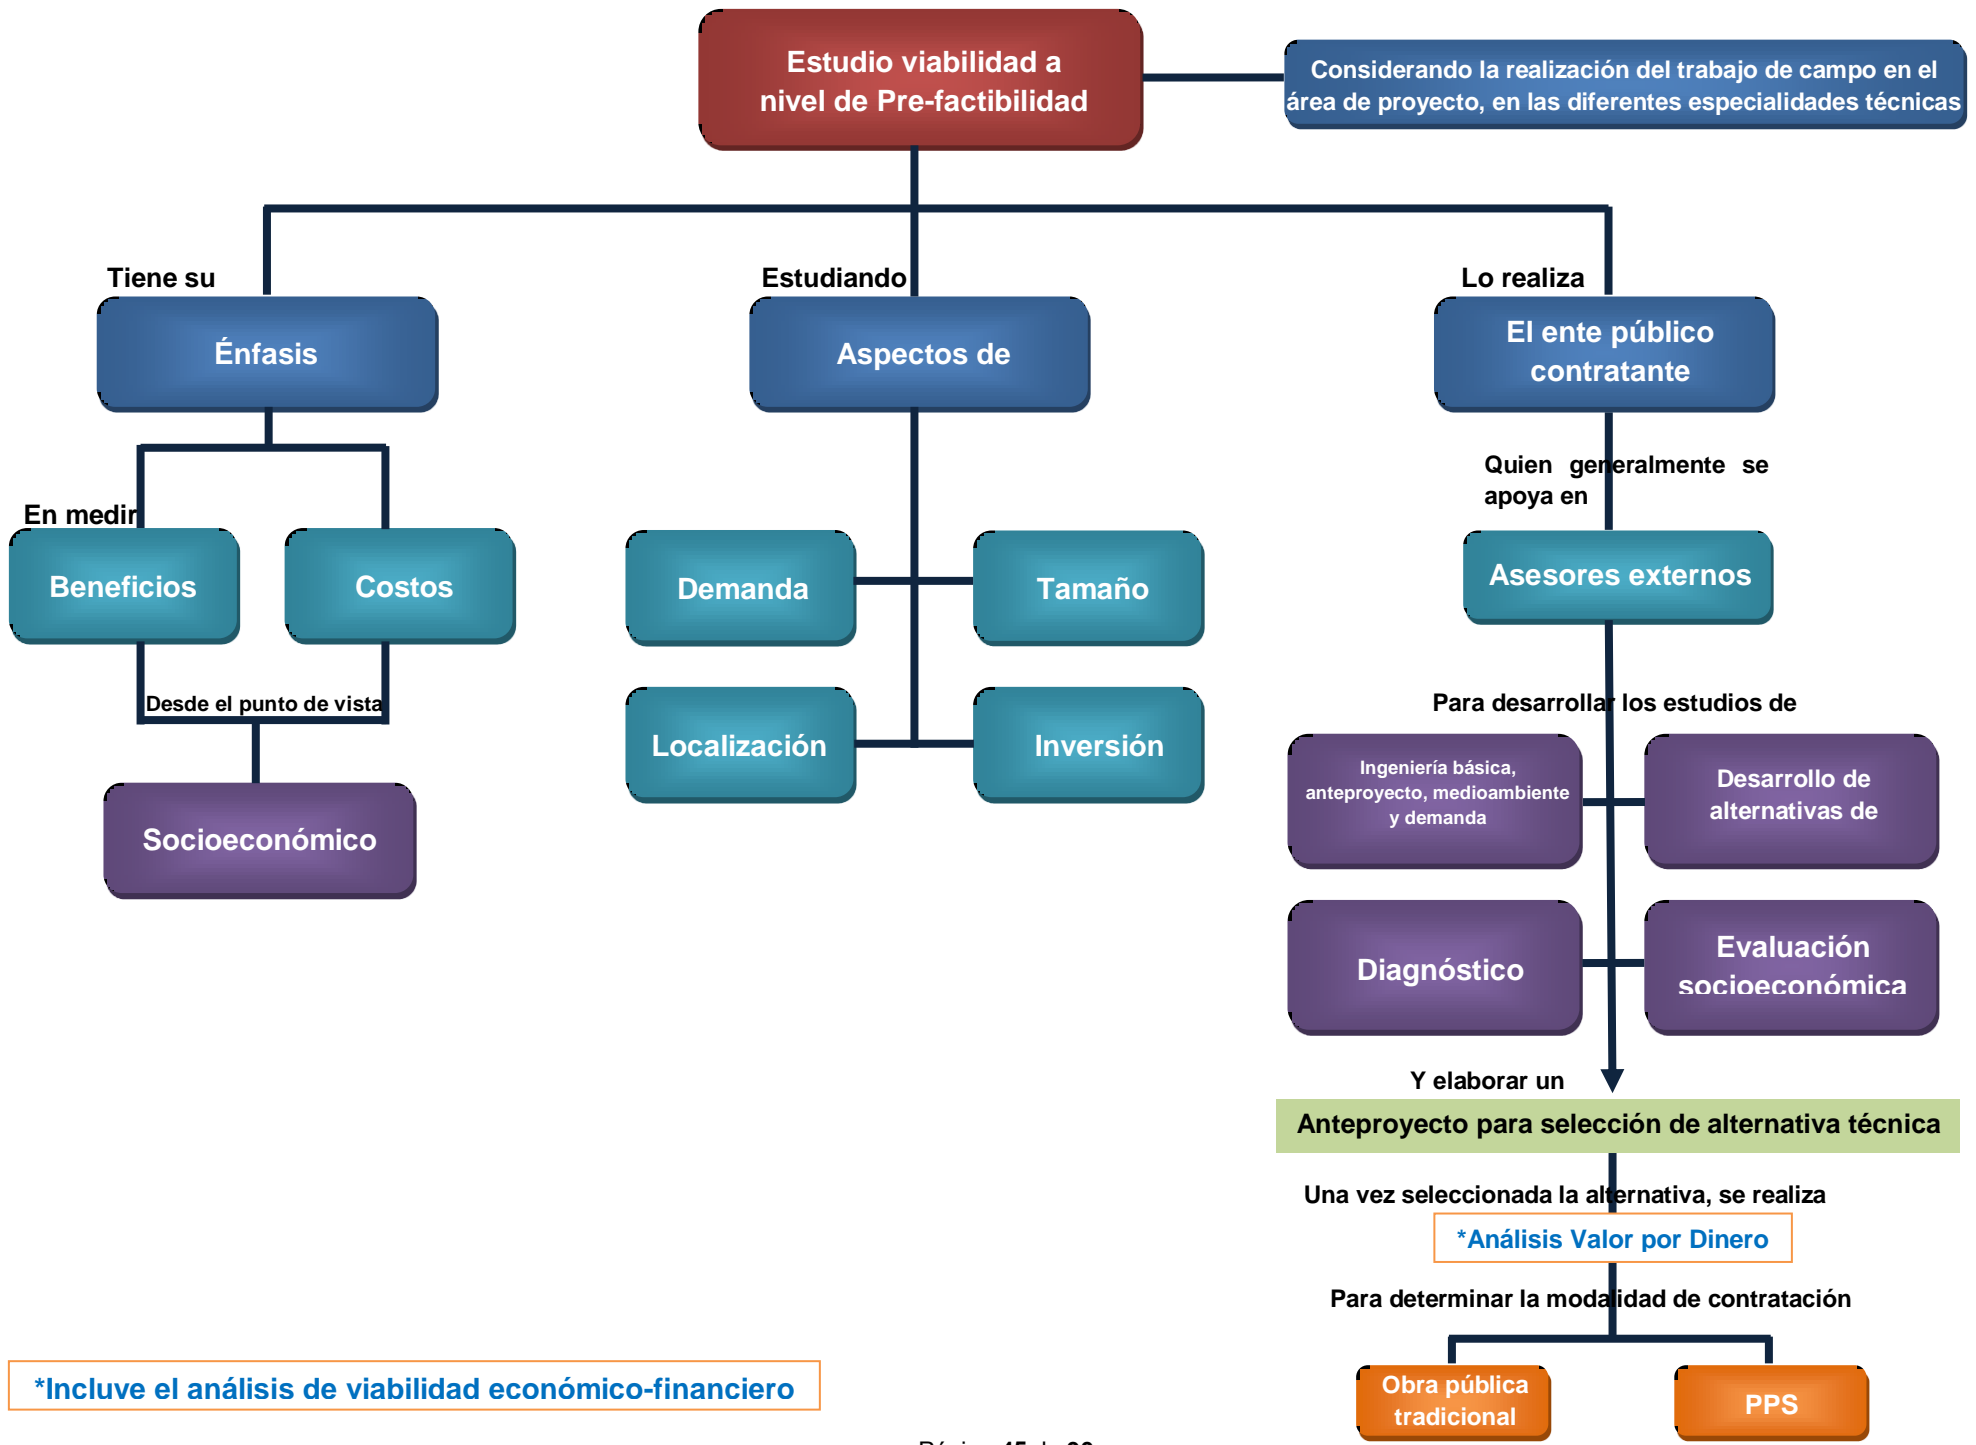 Estudio viabilidad a
nivel de Pre-factibilidad
Considerando la realización del trabajo de campo en el
área de proyecto, en las diferentes especialidades técnicas
Tiene su
Estudiando
Lo realiza
Énfasis
Aspectos de
El ente público
contratante
Quien generalmente se
apoya en
En medir
Beneficios
Costos
Demanda
Tamaño
Asesores externos
Desde el punto de vista
Para desarrollar los estudios de
Localización
Inversión
Ingeniería básica,
anteproyecto, medioambiente
y demanda
Desarrollo de
alternativas de
Socioeconómico
Diagnóstico
Evaluación
socioeconómica
Y elaborar un
Anteproyecto para selección de alternativa técnica
Una vez seleccionada la alternativa, se realiza
*Análisis Valor por Dinero
Para determinar la modalidad de contratación
*Incluye el análisis de viabilidad económico-financiero
Obra pública
tradicional
PPS